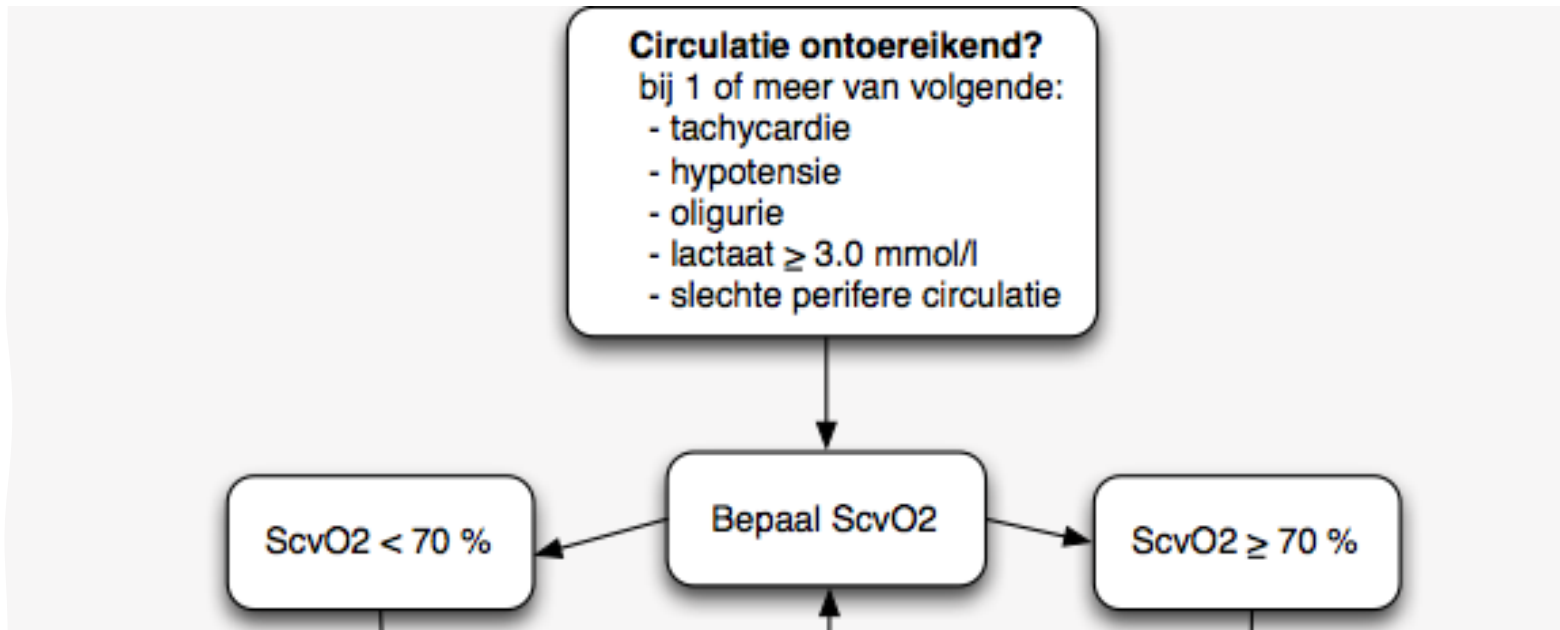 Circulatie ontoereikend?
bij 1 of meer van volgende:
- tachycardie
- hypotensie
- oligurie
- lactaat ≥ 3.0 mmol/l
- slechte perifere circulatie
Bepaal ScvO2
ScvO2 < 70 %
ScvO2 ≥ 70 %